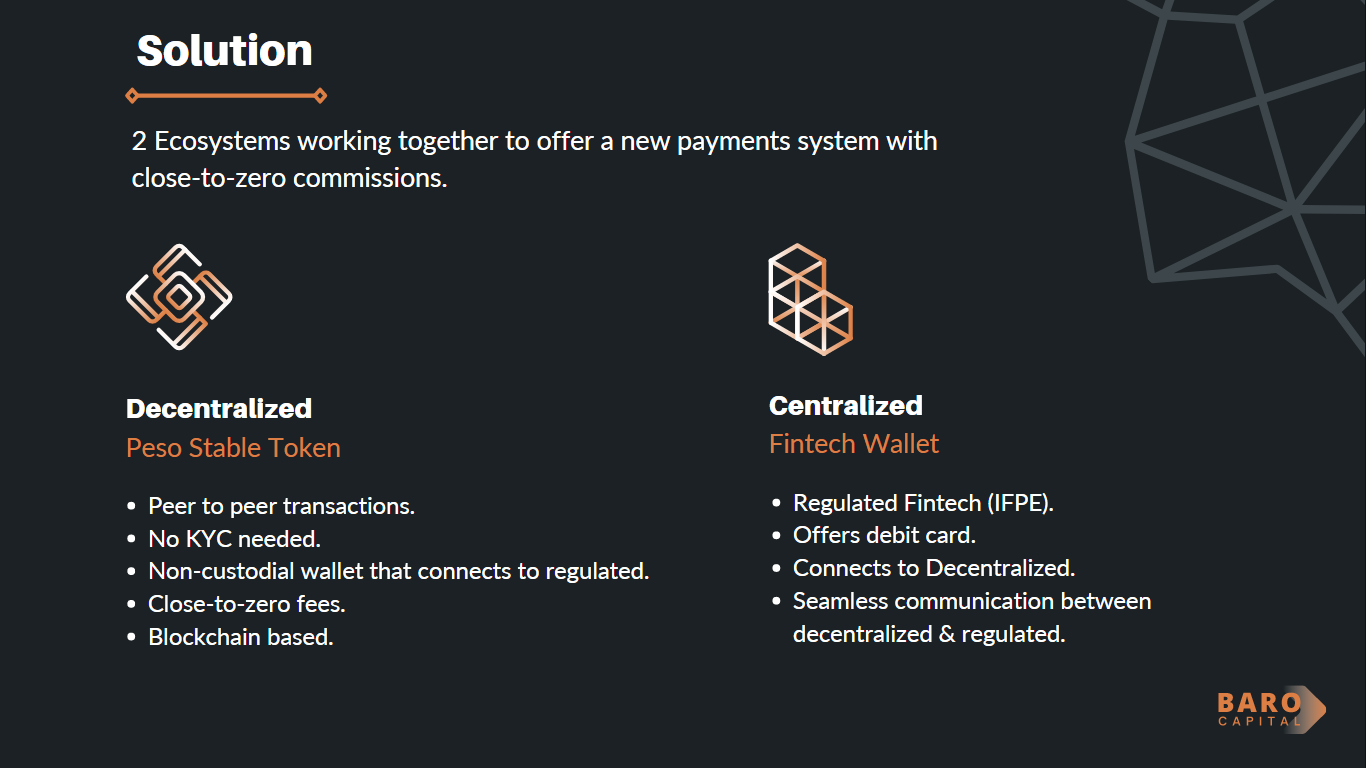 Solution
2 Ecosystems working together to offer a new payments system with
close-to-zero commissions.
Decentralized
Peso Stable Token
• Peer to peer transactions.
• No KYC needed.
• Non-custodial wallet that connects to regulated.
• Close-to-zero fees.
• Blockchain based.
Centralized
Fintech Wallet
• Regulated Fintech (IFPE).
• Offers debit card.
• Connects to Decentralized.
• Seamless communication between
decentralized & regulated.
BARO
CAPITAL